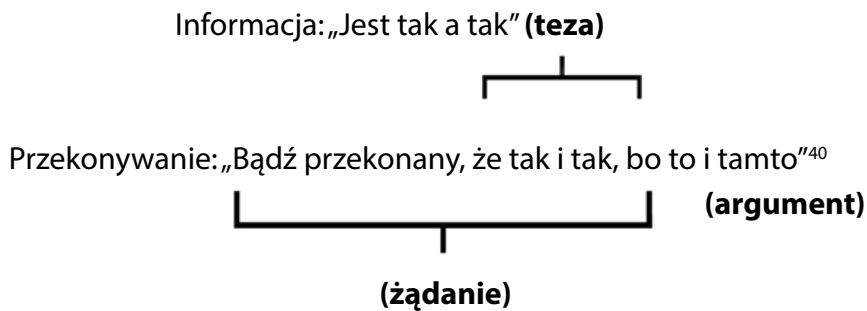 Informacja: „Jest tak a tak” (teza)
Przekonywanie: „Bądź przekonany, że tak i tak, bo to i tamto”40
(argument)
(żądanie)